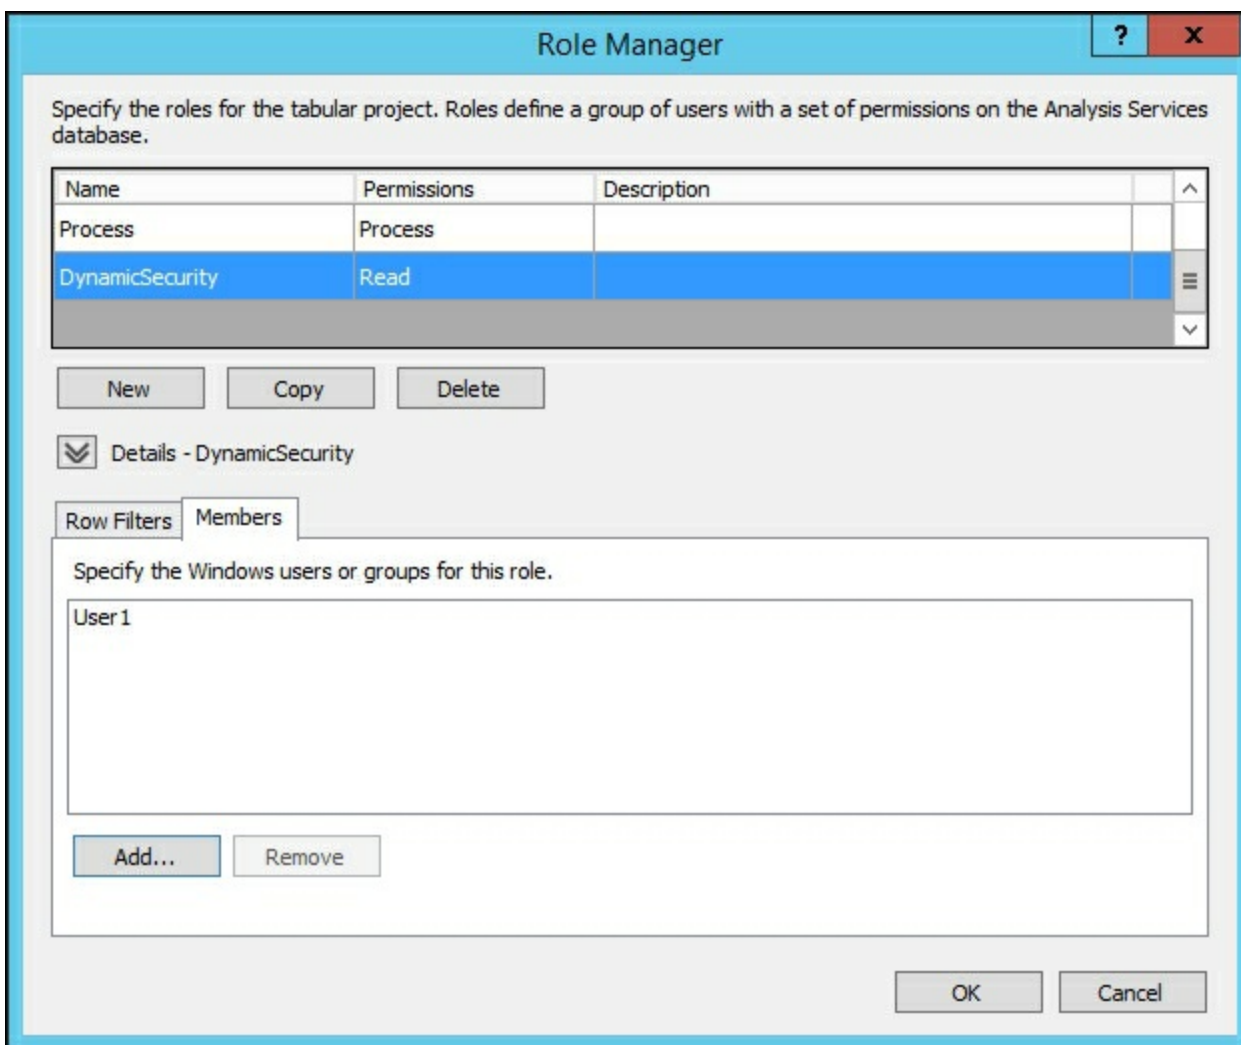 Role Manager
?
x
Specify the roles for the tabular project. Roles define a group of users with a set of permissions on the Analysis Services
database.
Name Permissions Description
Process Process
DynamicSecurity Read
New Copy Delete
Details - DynamicSecurity
Row Filters Members
Specify the Windows users or groups for this role.
User1
Add... Remove
OK Cancel